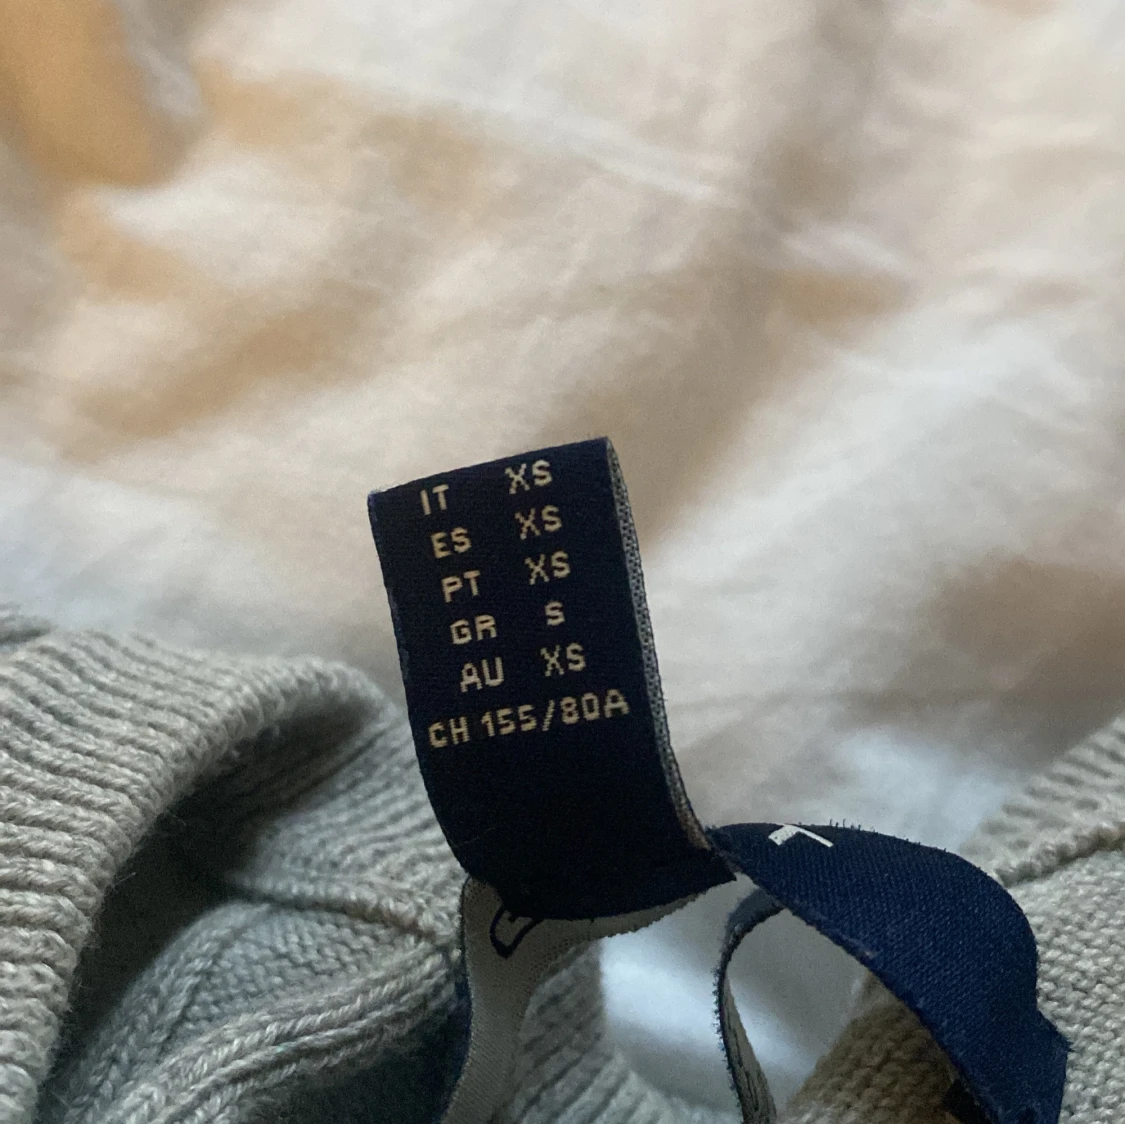 IT XS
ES XS
PT XS
GR S
AU XS
CH 155/80A